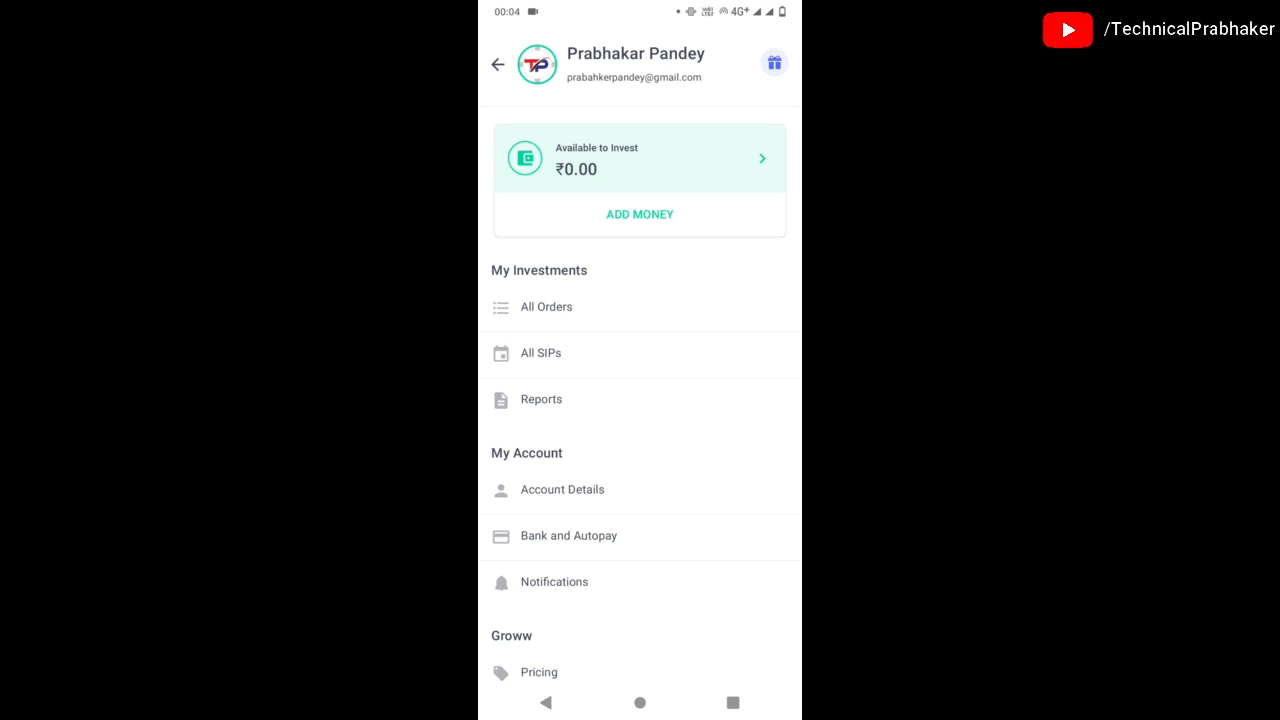 00:04
4G+
/TechnicalPrabhaker
Prabhakar Pandey
prabahkerpandey@gmail.com
TP
Available to Invest
₹0.00
ADD MONEY
My Investments
All Orders
All SIPs
Reports
My Account
Account Details
Bank and Autopay
Notifications
Groww
Pricing